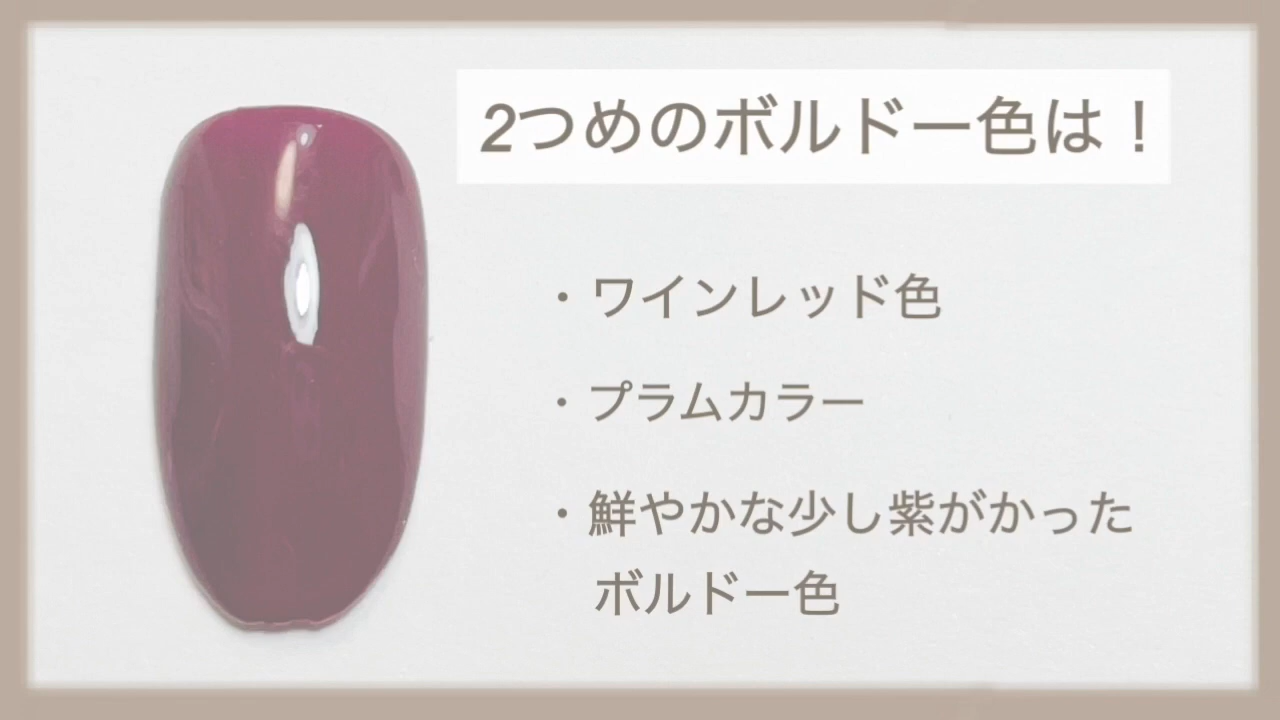 2つめのボルドー色は！
・ワインレッド色
・プラムカラー
・鮮やかな少し紫がかった
ボルドー色